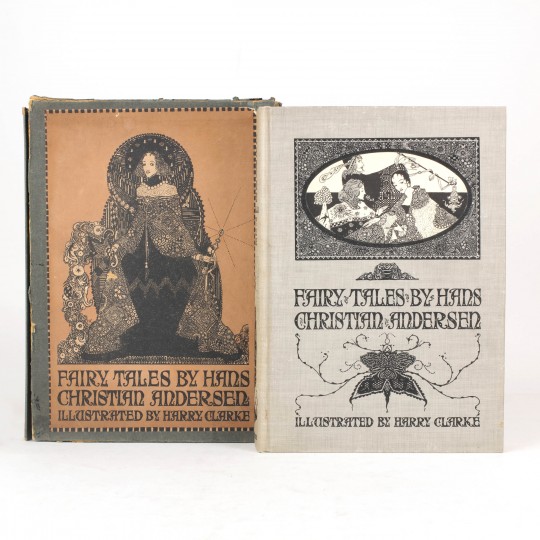 FAIRY TALES BY HANS
CHRISTIAN ANDERSEN
ILLUSTRATED BY HARRY CLARKE
FAIRY TALES BY HANS
CHRISTIAN ANDERSEN
ILLUSTRATED BY HARRY CLARKE